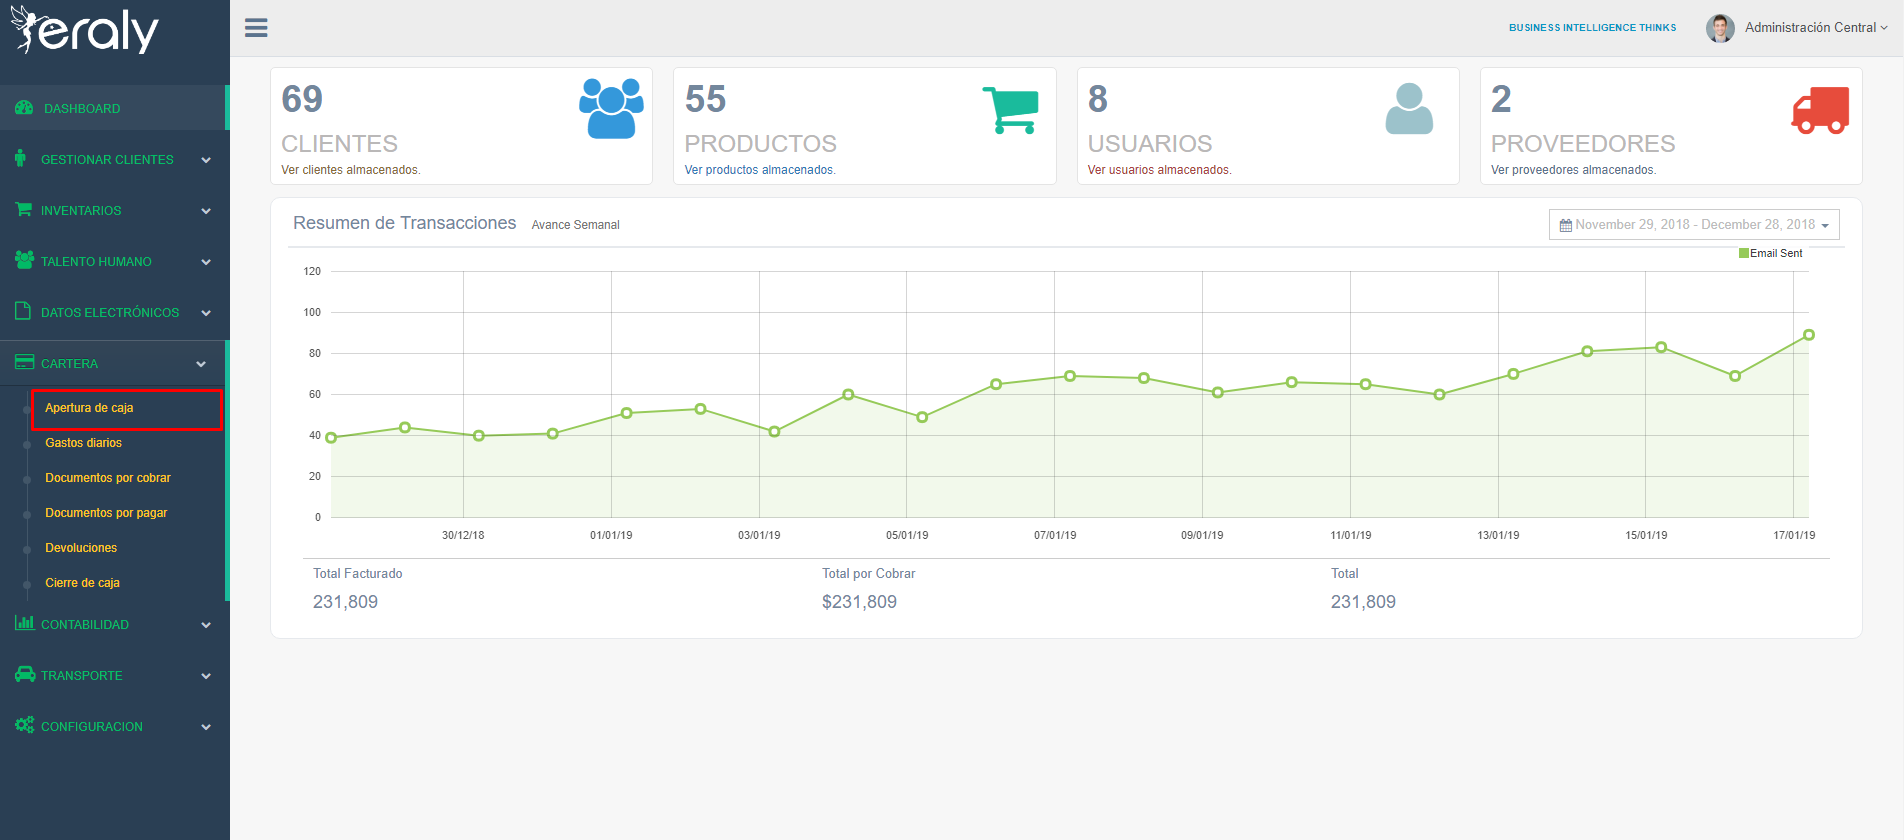 eraly
BUSINESS INTELLIGENCE THINKS
Administración Central
DASHBOARD
GESTIONAR CLIENTES
INVENTARIOS
TALENTO HUMANO
DATOS ELECTRÓNICOS
CARTERA
Apertura de caja
Gastos diarios
Documentos por cobrar
Documentos por pagar
Devoluciones
Cierre de caja
CONTABILIDAD
TRANSPORTE
CONFIGURACION
69
CLIENTES
Ver clientes almacenados.
55
PRODUCTOS
Ver productos almacenados.
8
USUARIOS
Ver usuarios almacenados.
2
PROVEEDORES
Ver proveedores almacenados.
Resumen de Transacciones Avance Semanal
November 29, 2018 - December 28, 2018
Email Sent
120
100
80
60
40
20
0
30/12/18 01/01/19 03/01/19 05/01/19 07/01/19 09/01/19 11/01/19 13/01/19 15/01/19 17/01/19
Total Facturado
231,809
Total por Cobrar
$231,809
Total
231,809